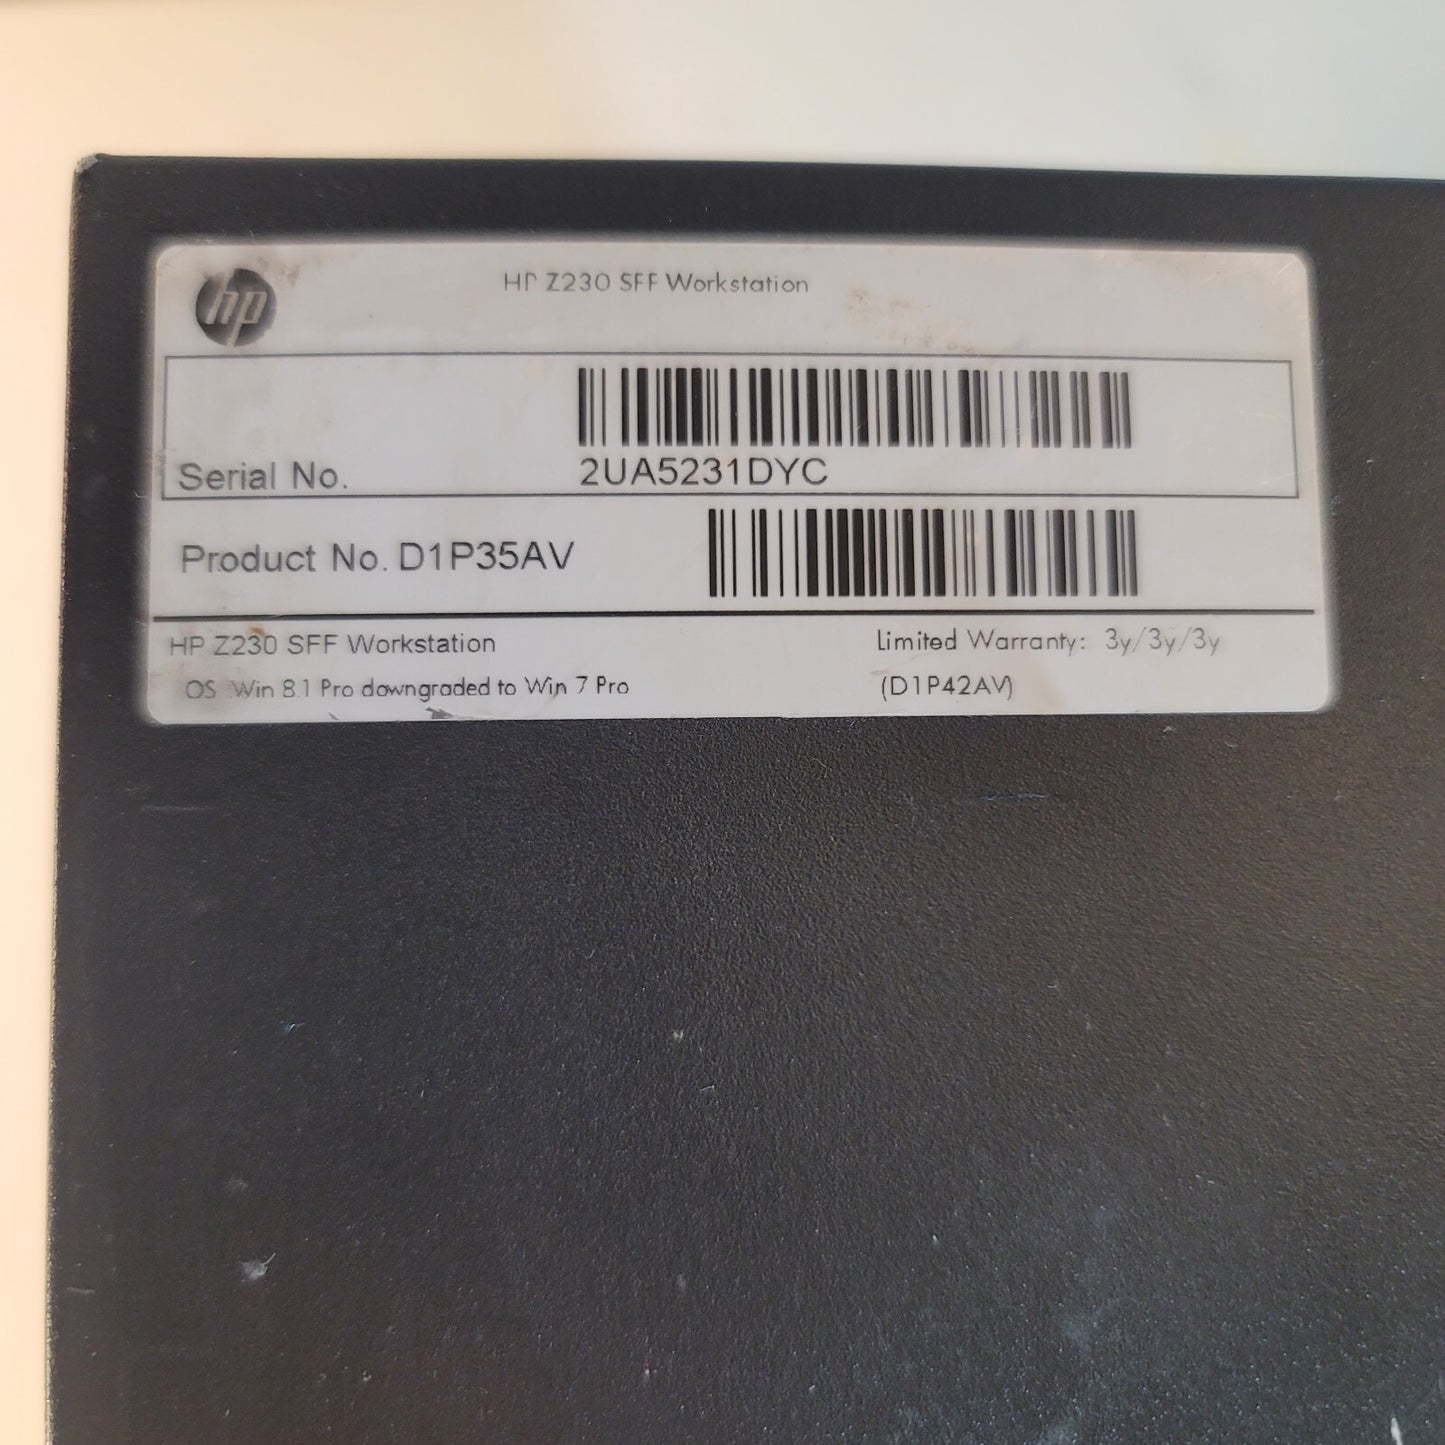 hp
HP Z230 SFF Workstation
Serial No.
2UA5231DYC
Product No. D1P35AV
HP Z230 SFF Workstation
Limited Warranty: 3y/3y/3y
OS Win 8.1 Pro downgraded to Win 7 Pro
(D1P42AV)